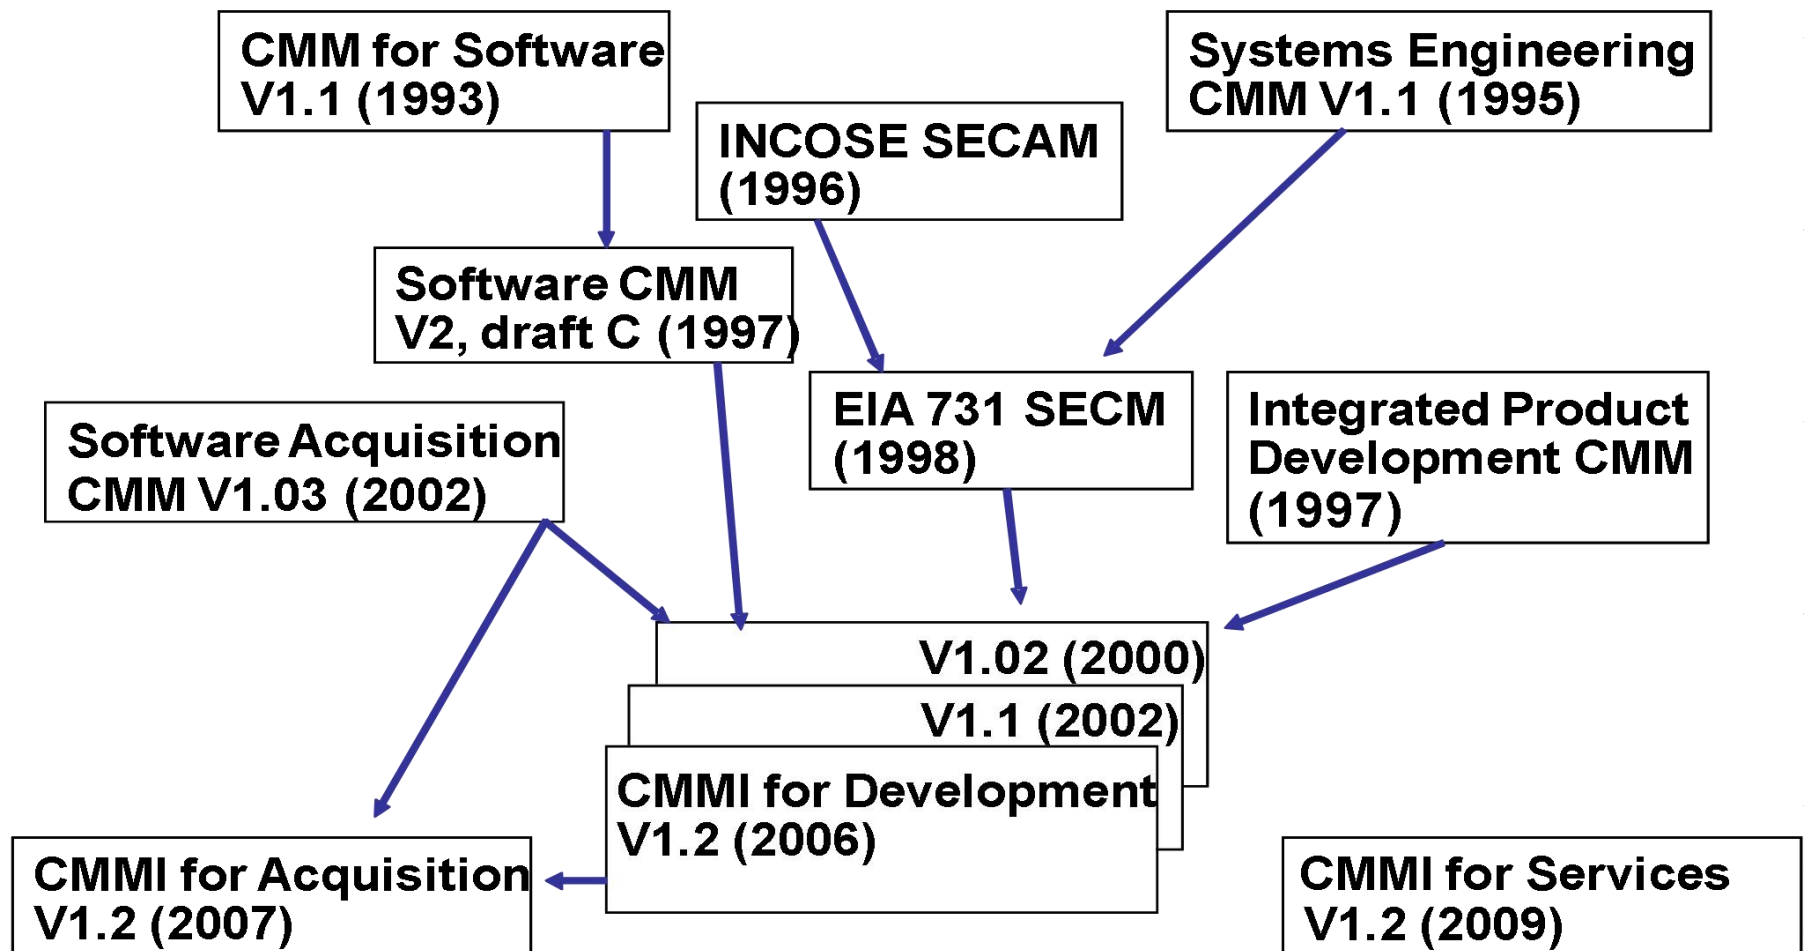 CMM for Software
V1.1 (1993)
Systems Engineering
CMM V1.1 (1995)
INCOSE SECAM
(1996)
Software CMM
V2, draft C (1997)
EIA 731 SECM
(1998)
Integrated Product
Development CMM
(1997)
Software Acquisition
CMM V1.03 (2002)
V1.02 (2000)
V1.1 (2002)
CMMI for Development
V1.2 (2006)
CMMI for Acquisition
V1.2 (2007)
CMMI for Services
V1.2 (2009)